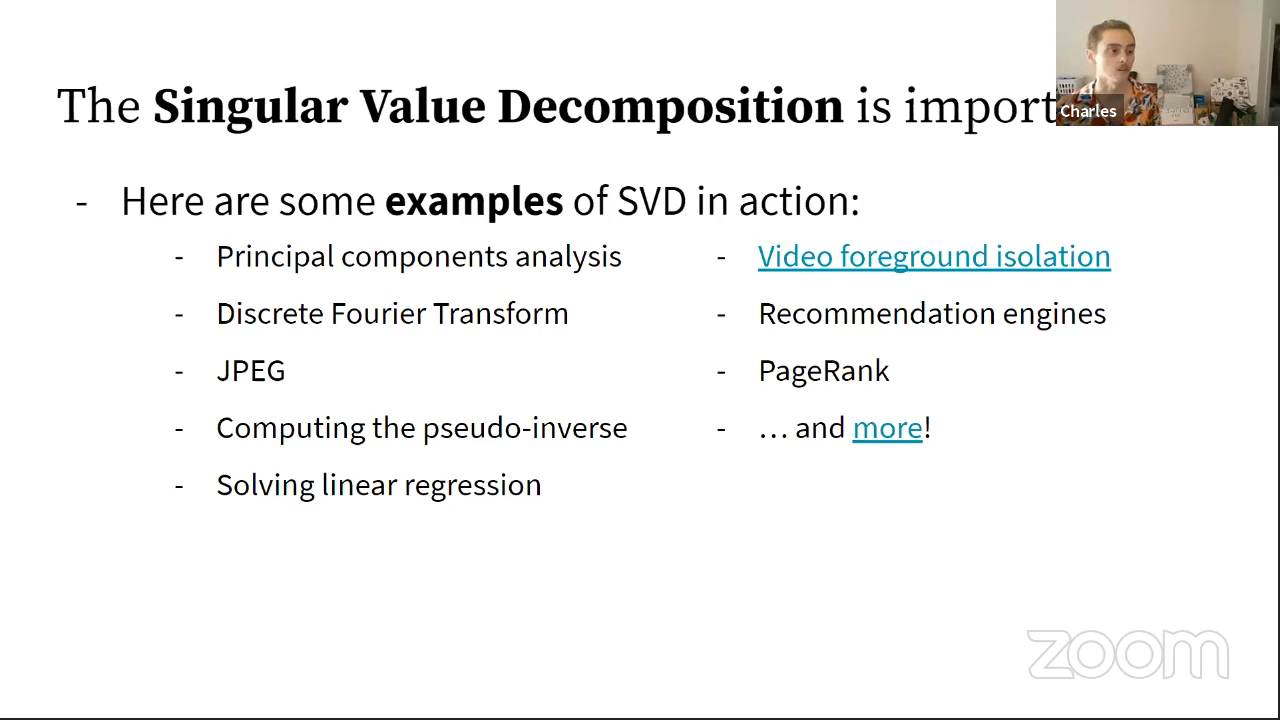 The Singular Value Decomposition is import
Charles
- Here are some examples of SVD in action:
- Principal components analysis
- Discrete Fourier Transform
- JPEG
- Computing the pseudo-inverse
- Solving linear regression
- Video foreground isolation
- Recommendation engines
- PageRank
- … and more!
zoom